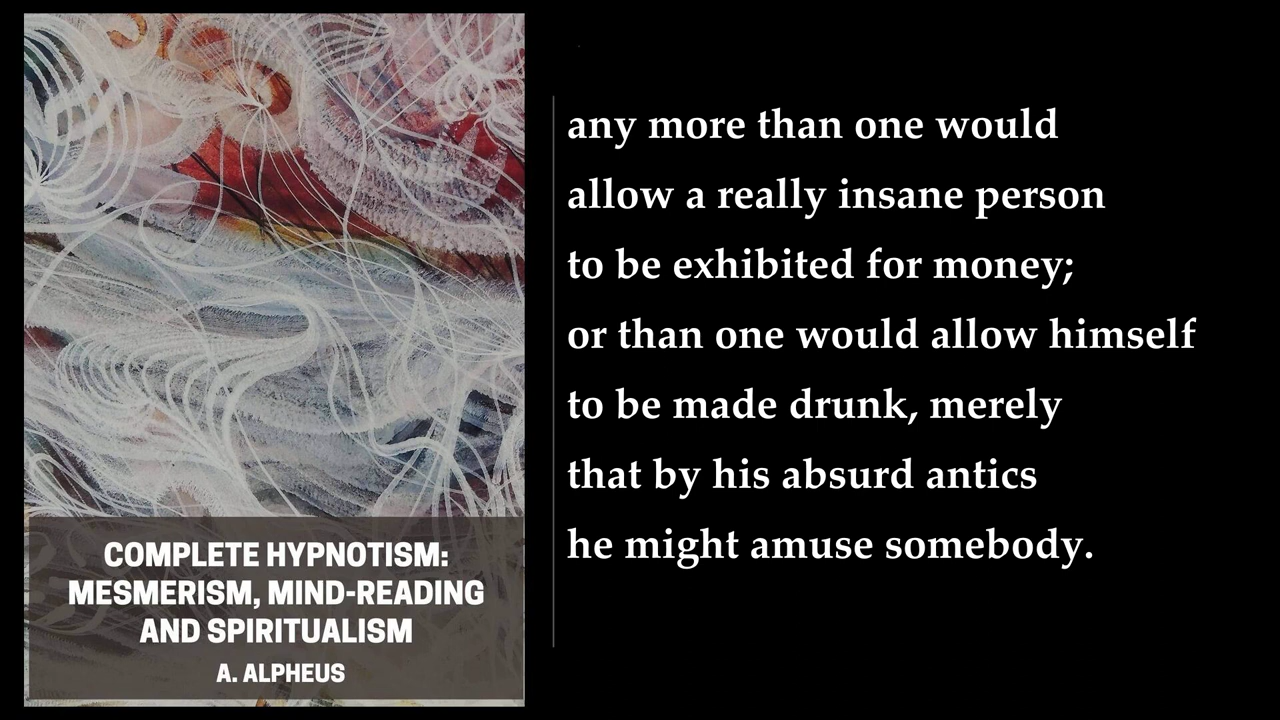 COMPLETE HYPNOTISM:
MESMERISM, MIND-READING
AND SPIRITUALISM
A. ALPHEUS
any more than one would
allow a really insane person
to be exhibited for money;
or than one would allow himself
to be made drunk, merely
that by his absurd antics
he might amuse somebody.